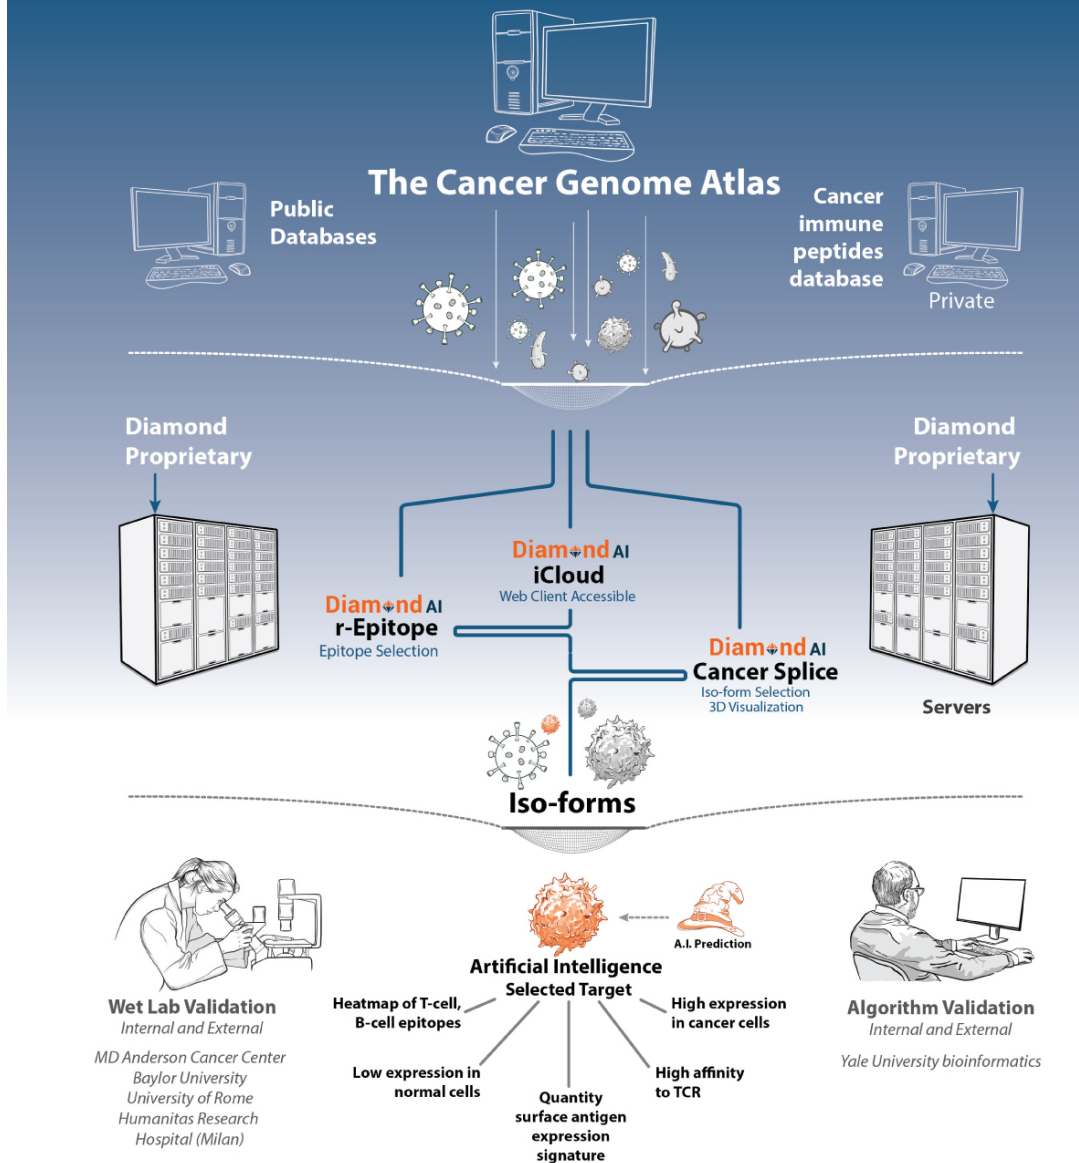 The Cancer Genome Atlas
Public
Databases
Cancer
immune
peptides
database
Private
Diamond
Proprietary
Diamond
Proprietary
Diamond AI
iCloud
Web Client Accessible
Diamond AI
r-Epitope
Epitope Selection
Diamond AI
Cancer Splice
Iso-form Selection
3D Visualization
Servers
Iso-forms
A.I. Prediction
Artificial Intelligence
Selected Target
Heatmap of T-cell,
B-cell epitopes
High expression
in cancer cells
Low expression in
normal cells
High affinity
to TCR
Quantity
surface antigen
expression
signature
Wet Lab Validation
Internal and External
MD Anderson Cancer Center
Baylor University
University of Rome
Humanitas Research
Hospital (Milan)
Algorithm Validation
Internal and External
Yale University bioinformatics